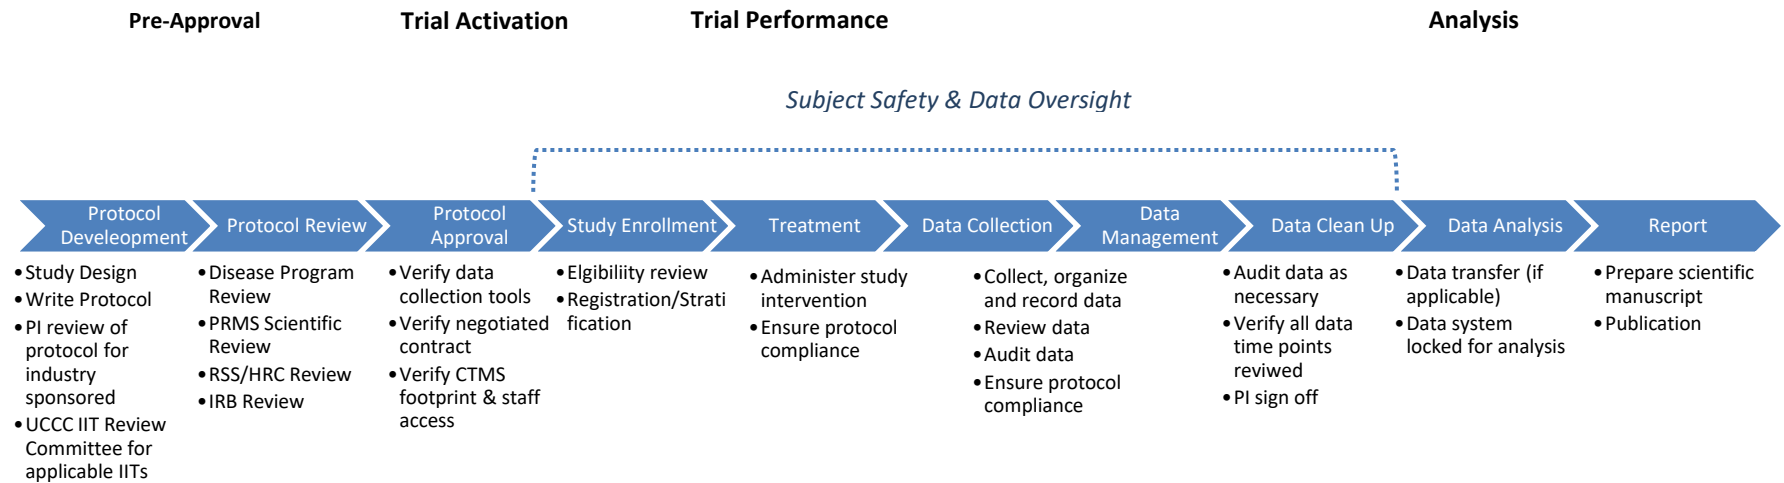 Pre-Approval
Trial Activation
Trial Performance
Analysis
Subject Safety & Data Oversight
Protocol
Develeopment
Protocol Review
Protocol
Approval
Study Enrollment
Treatment
Data Collection
Data
Management
Data Clean Up
Data Analysis
Report
•Study Design
•Write Protocol
•PI review of
protocol for
industry
sponsored
•UCCC IIT Review
Committee for
applicable IITs
•Disease Program
Review
•PRMS Scientific
Review
•RSS/HRC Review
•IRB Review
•Verify data
collection tools
•Verify negotiated
contract
•Verify CTMS
footprint & staff
access
•Elgibiliity review
•Registration/Strati
fication
•Administer study
intervention
•Ensure protocol
compliance
•Collect, organize
and record data
•Review data
•Audit data
•Ensure protocol
compliance
•Audit data as
necessary
•Verify all data
time points
reviwed
•PI sign off
•Data transfer (if
applicable)
•Data system
locked for analysis
•Prepare scientific
manuscript
•Publication